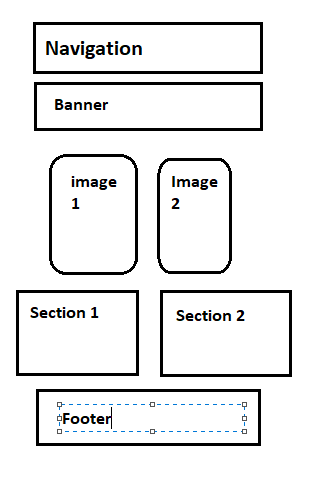 Navigation
Banner
image
1
Image
2
Section 1
Section 2
Footer